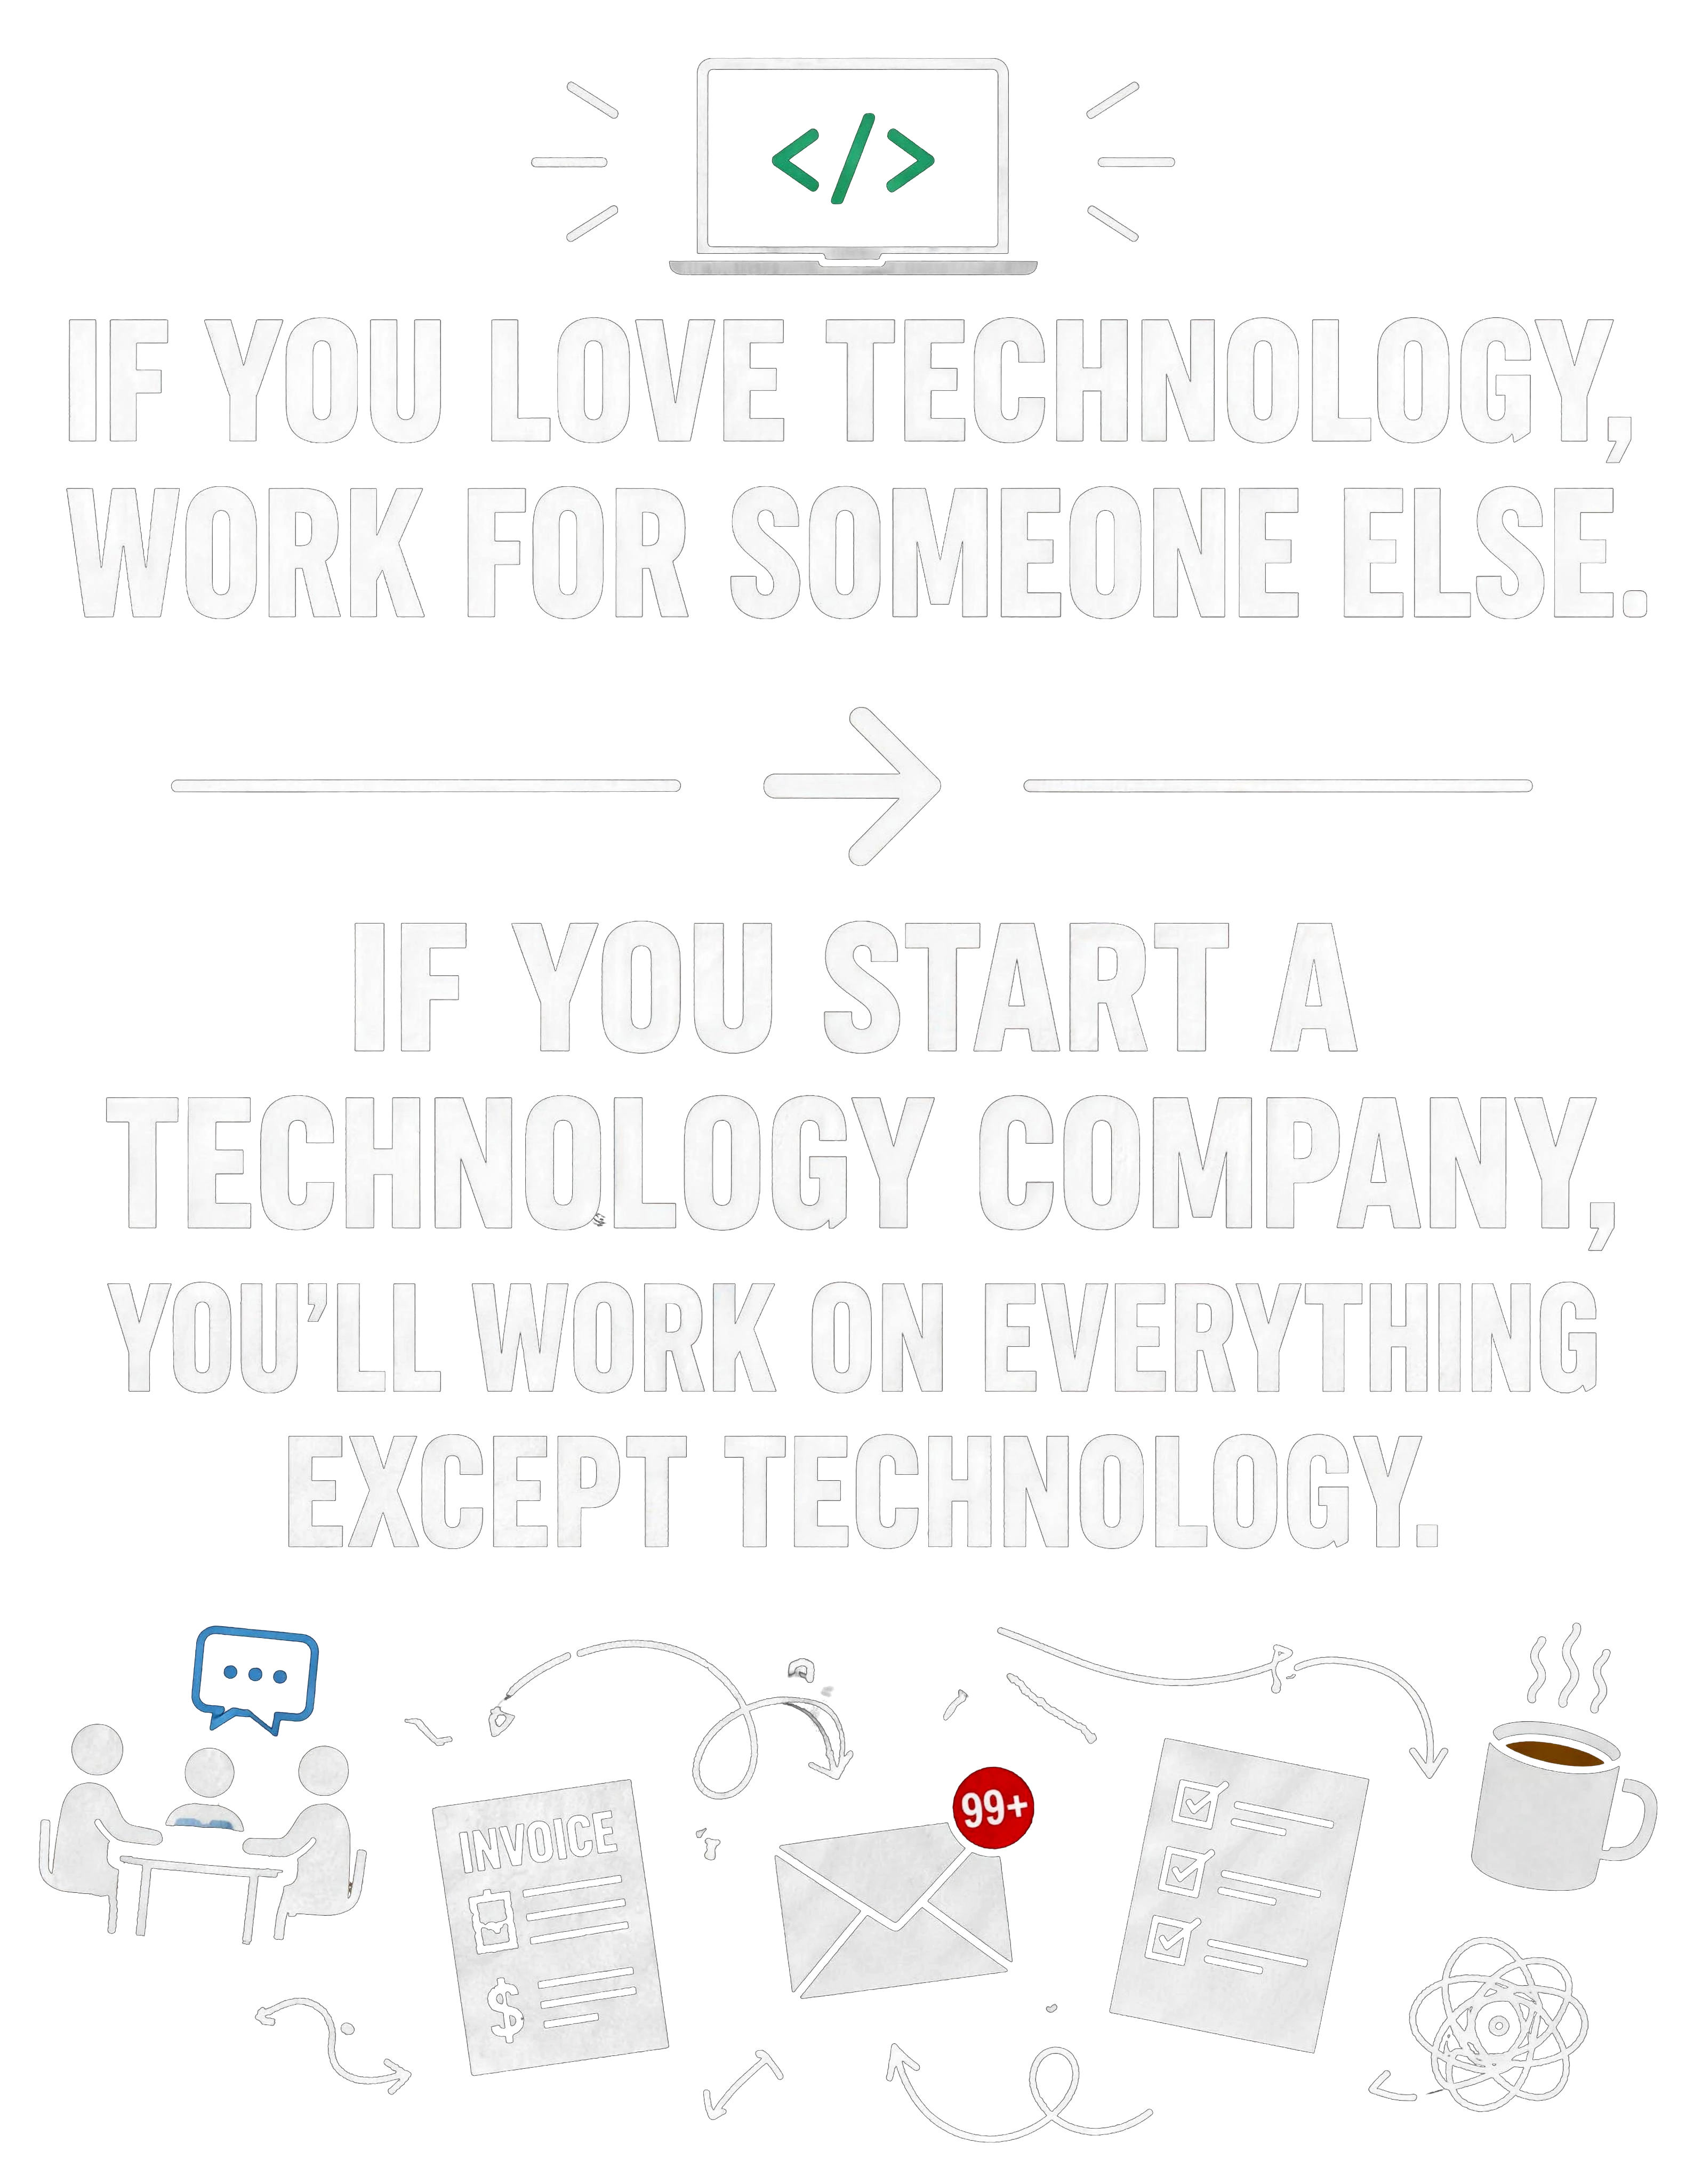 </>
IF YOU LOVE TECHNOLOGY,
WORK FOR SOMEONE ELSE.
IF YOU START A
TECHNOLOGY COMPANY,
YOU’LL WORK ON EVERYTHING
EXCEPT TECHNOLOGY.
INVOICE
$
99+